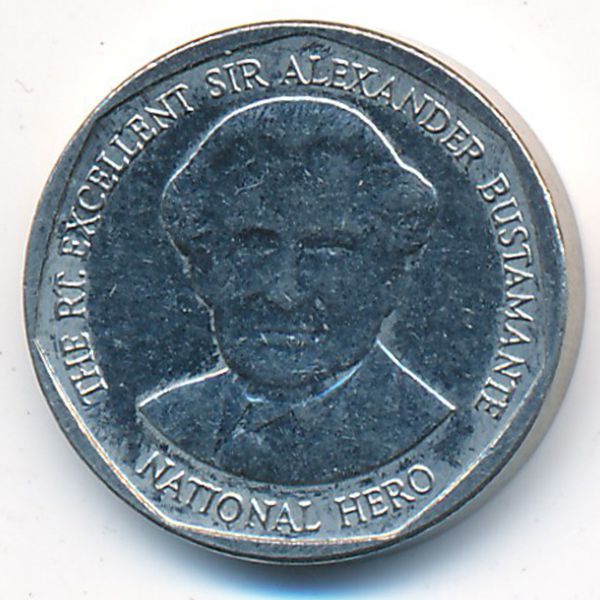 THE RT. EXCELLENT SIR ALEXANDER BUSTAMANTE
NATIONAL HERO